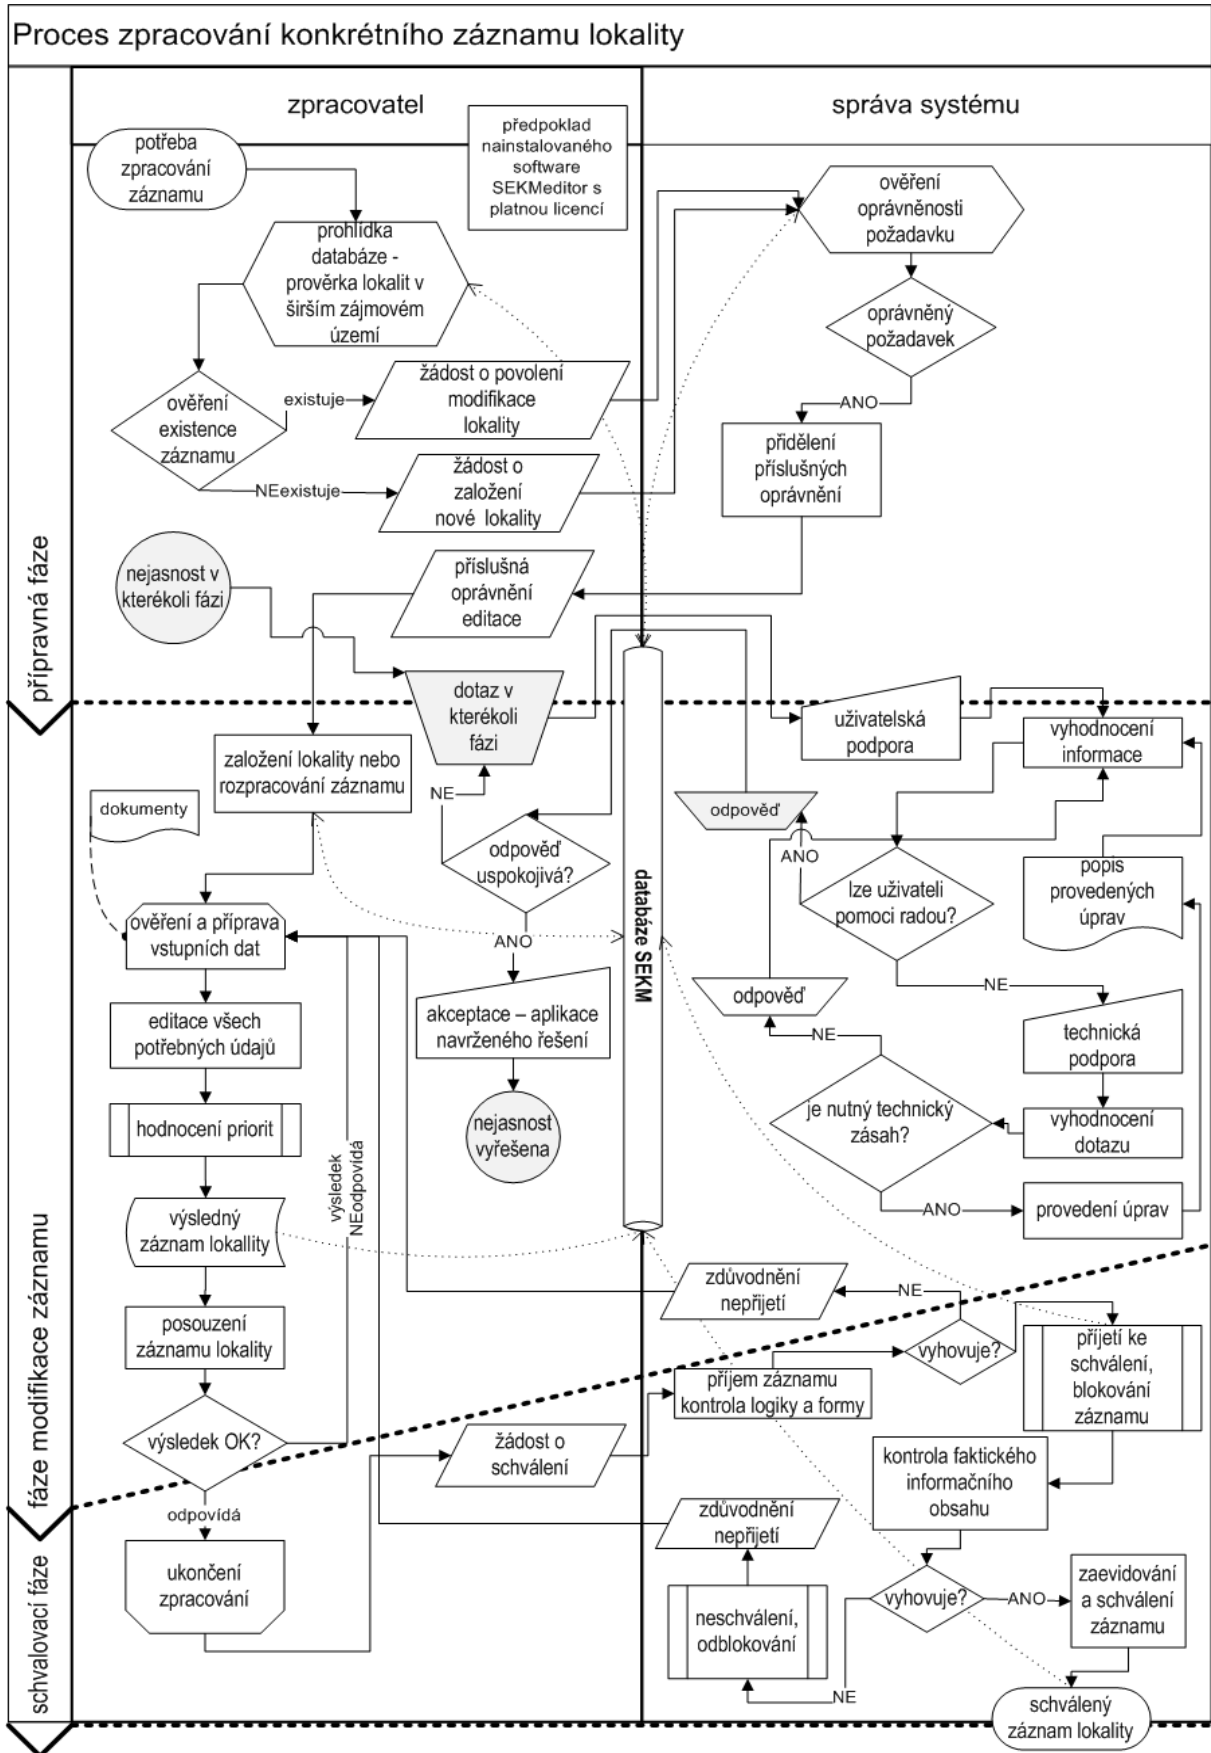 Proces zpracování konkrétního záznamu lokality
zpracovatel
správa systému
potřeba
zpracování
záznamu
předpoklad
nainstalovaného
software
SEKMeditor s
platnou licencí
ověření
oprávněnosti
požadavku
prohlídka
databáze -
prověrka lokalit v
širším zájmovém
území
oprávněný
požadavek
ověření
existence
záznamu
existuje
žádost o povolení
modifikace
lokality
ANO
přidělení
příslušných
oprávnění
NEexistuje
žádost o
založení
nové lokality
přípravná fáze
nejasnost v
kterékoli fázi
příslušná
oprávnění
editace
dotaz v
kterékoli
fázi
uživatelská
podpora
vyhodnocení
informace
založení lokality nebo
rozpracování záznamu
NE
dokumenty
odpověď
odpověď
uspokojivá?
ANO
lze uživateli
pomoci radou?
popis
provedených
úprav
databáze SEKM
ověření a příprava
vstupních dat
ANO
odpověď
NE
akceptace – aplikace
navrženého řešení
editace všech
potřebných údajů
technická
podpora
NE
nejasnost
vyřešena
hodnocení priorit
je nutný technický
zásah?
vyhodnocení
dotazu
výsledek
NEodpovídá
výsledný
záznam lokallity
ANO
provedení úprav
fáze modifikace záznamu
zdůvodnění
nepřijetí
NE
posouzení
záznamu lokality
vyhovuje?
přijetí ke
schválení,
blokování
záznamu
příjem záznamu
kontrola logiky a formy
výsledek OK?
žádost o
schválení
kontrola faktického
informačního
obsahu
odpovídá
zdůvodnění
nepřijetí
schvalovací fáze
ukončení
zpracování
neschválení,
odblokování
vyhovuje?
ANO
zaevidování
a schválení
záznamu
NE
schválený
záznam lokality